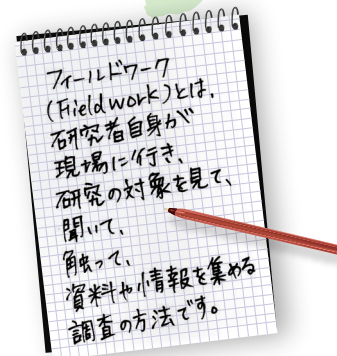 フィールドワーク
(Fieldwork)とは、
研究者自身が
現場に行き、
研究の対象を見て、
聞いて、
触って、
資料や情報を集める
調査の方法です。